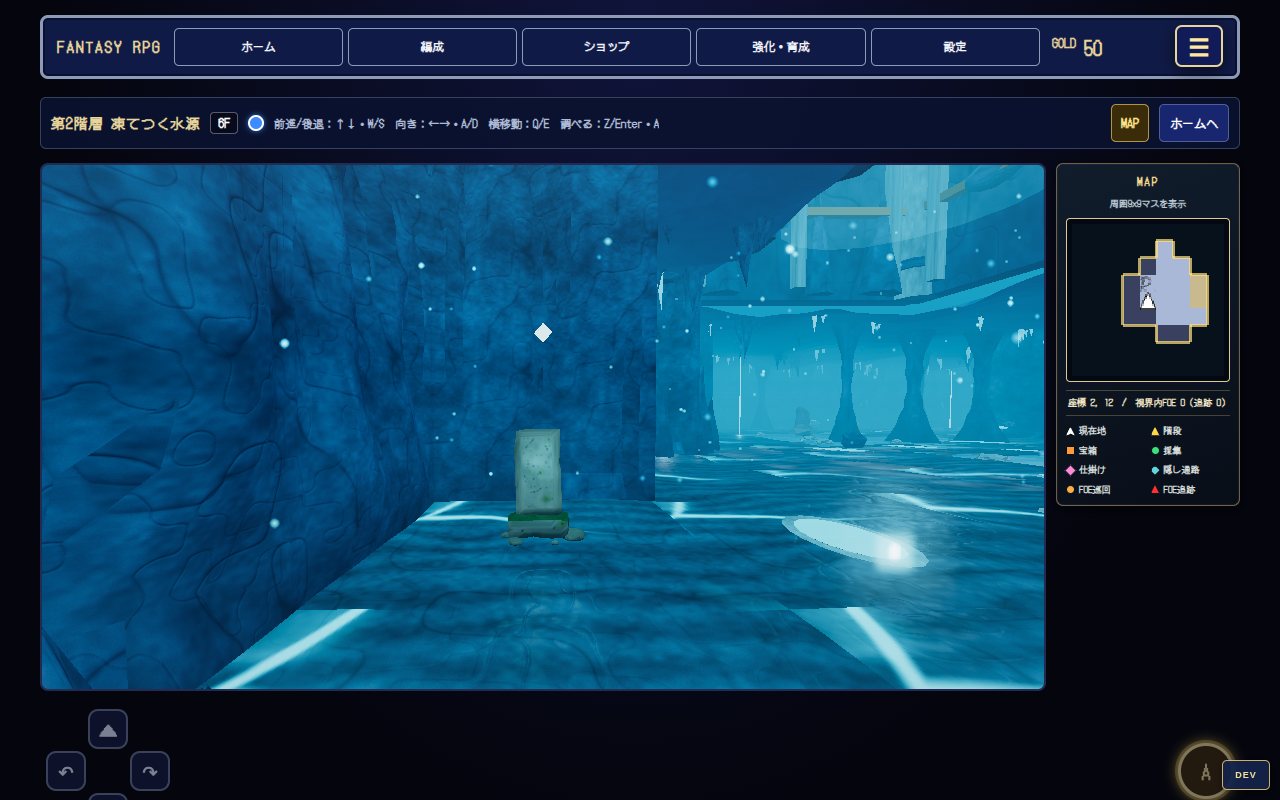 FANTASY RPG
ホーム
編成
ショップ
強化・育成
設定
GOLD 50
第2階層 凍てつく水源
6F
前進/後退：↑↓・W/S 向き：←→・A/D 横移動：Q/E 調べる：Z/Enter・A
MAP
ホームへ
MAP
周囲9x9マスを表示
座標 2, 12 / 視界内FOE 0 (追跡 0)
現在地
階段
宝箱
採集
仕掛け
隠し通路
FOE巡回
FOE追跡
A
DEV